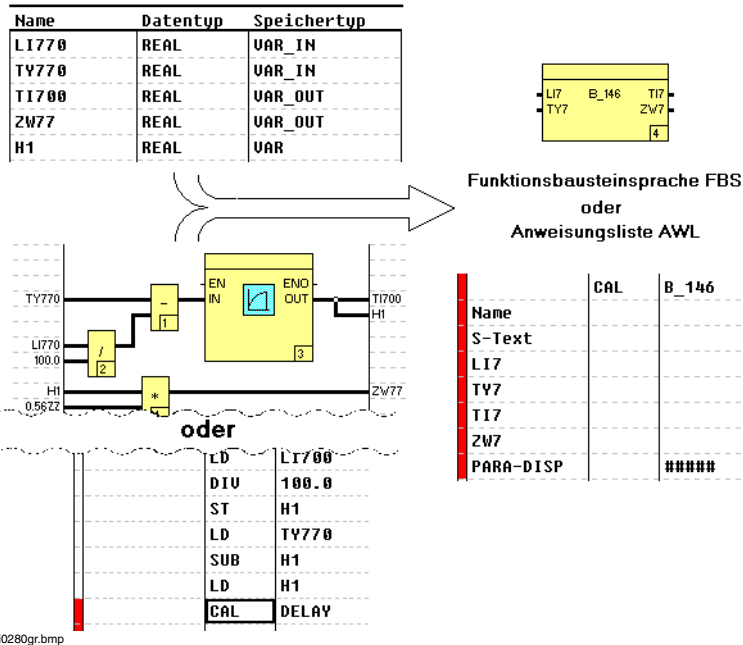 Name Datentyp Speichertyp
LI770 REAL VAR_IN
TY770 REAL VAR_IN
TI700 REAL VAR_OUT
ZW77 REAL VAR_OUT
H1 REAL VAR
LI7 B_146 TI7
TY7 ZW7
4
Funktionsbausteinsprache FBS
oder
Anweisungsliste AWL
EN ENO
TY770 – IN OUT TI700
1 H1
LI770
100.0 / 3
2
H1 * ZW77
0.5677
oder
LD LI700
DIV 100.0
ST H1
LD TY770
SUB H1
LD H1
CAL DELAY
CAL B_146
Name
S-Text
LI7
TY7
TI7
ZW7
PARA-DISP #####
i0280gr.bmp